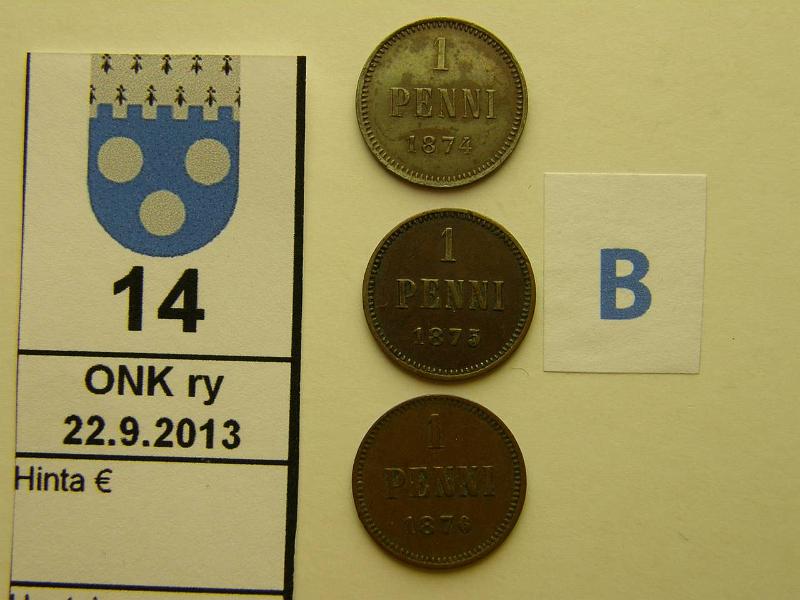 14
ONK ry
22.9.2013
Hinta €
1
PENNI
1874
1
PENNI
1875
1
PENNI
1876
B